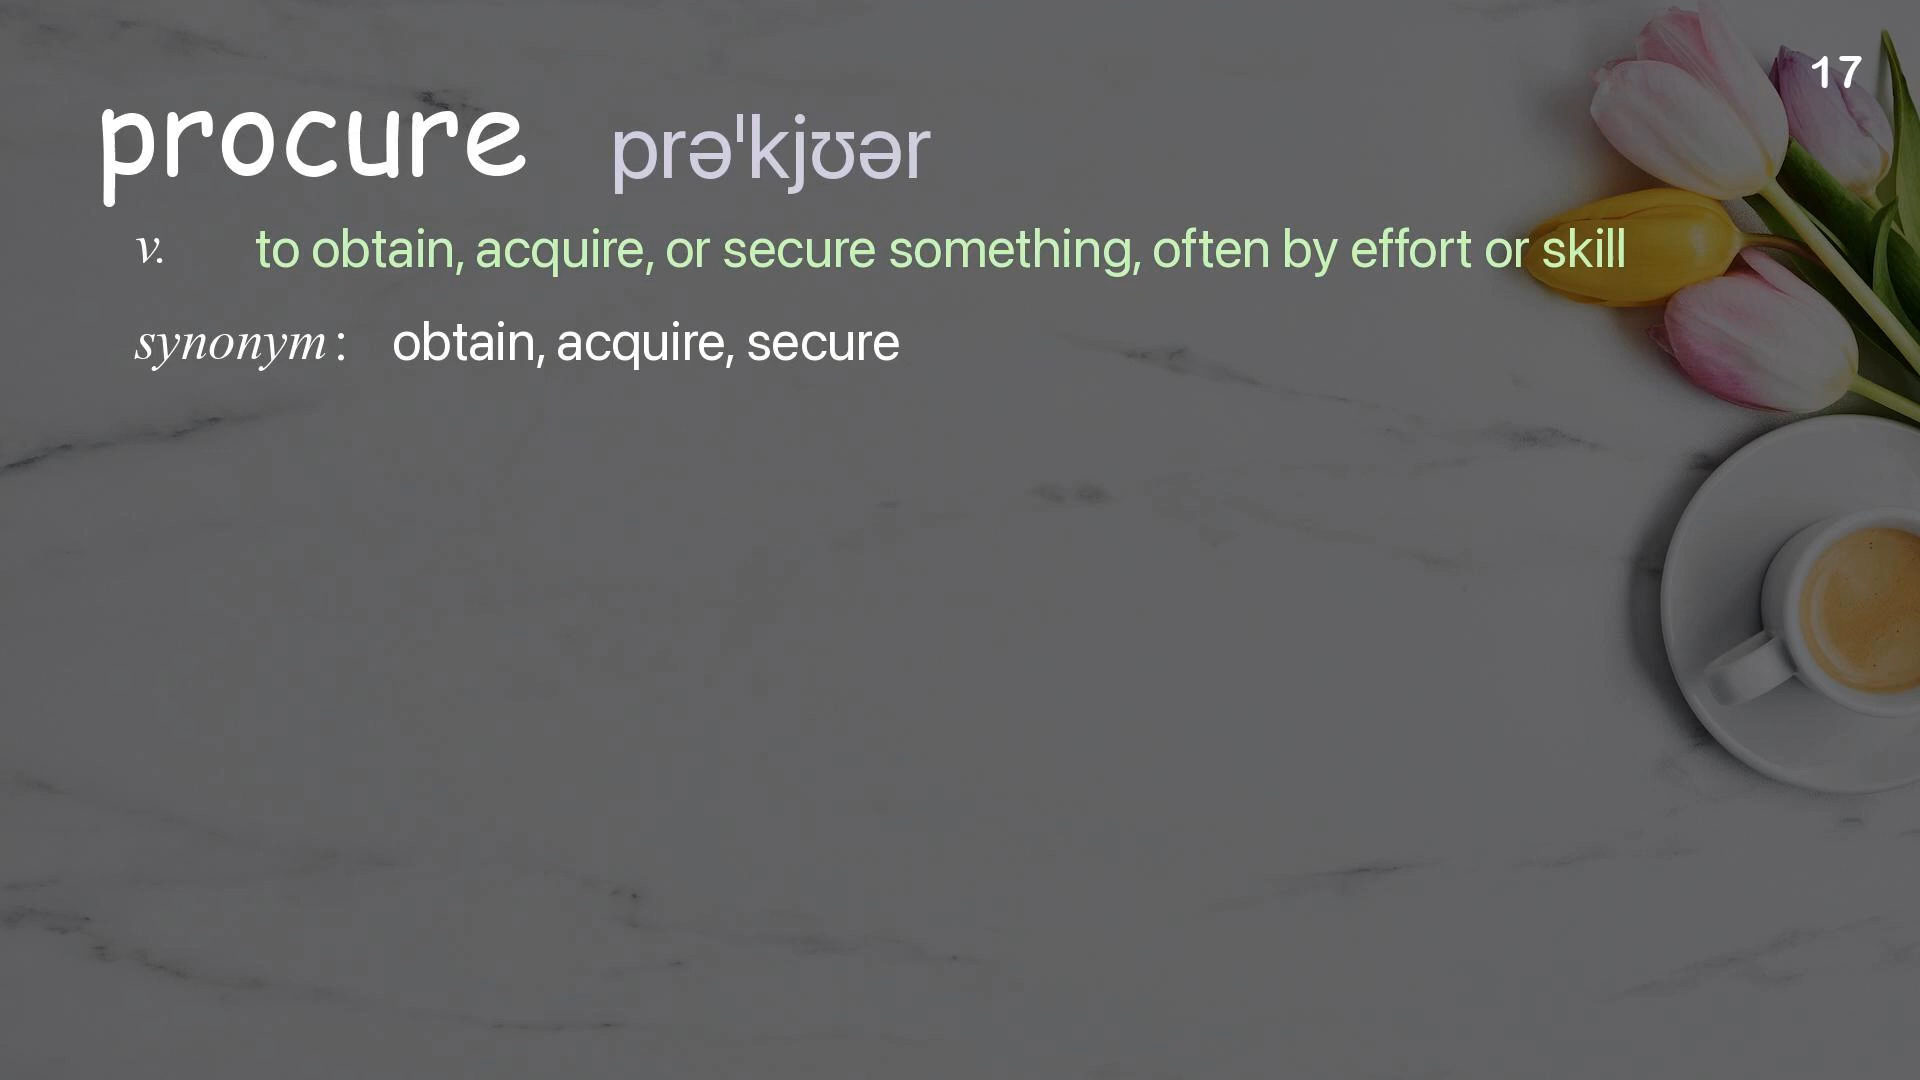 17
procure prəˈkjʊər
v. to obtain, acquire, or secure something, often by effort or skill
synonym : obtain, acquire, secure